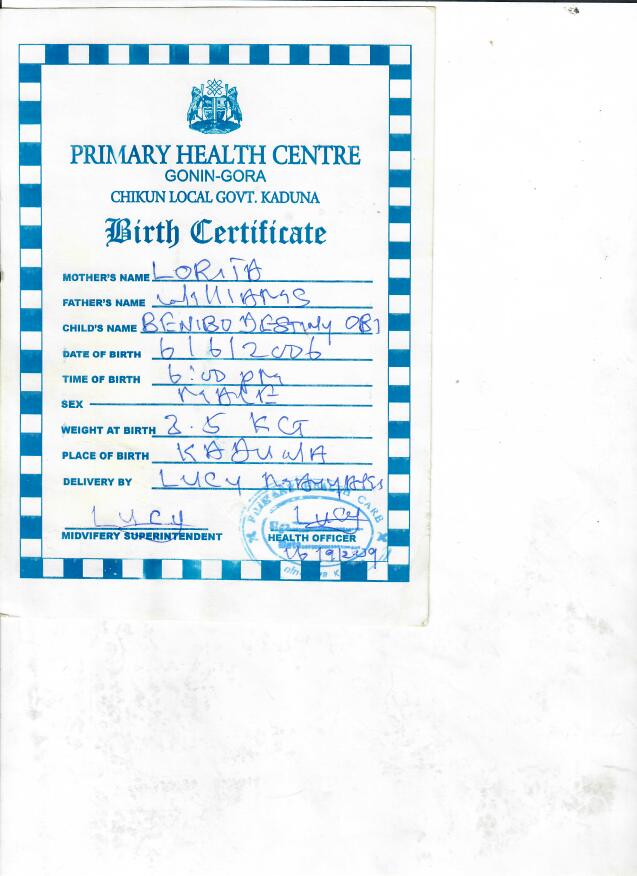 PRIMARY HEALTH CENTRE
GONIN-GORA
CHIKUN LOCAL GOVT. KADUNA
Birth Certificate
MOTHER'S NAME LORITA
FATHER'S NAME WILLIAMS
CHILD'S NAME BENIBO DESTINY OBI
DATE OF BIRTH 6/6/2006
TIME OF BIRTH 6:00 PM
SEX MALE
WEIGHT AT BIRTH 3.5 KG
PLACE OF BIRTH KADUNA
DELIVERY BY LUCY
LUCY Lucy
MIDVIFERY SUPERINTENDENT HEALTH OFFICER